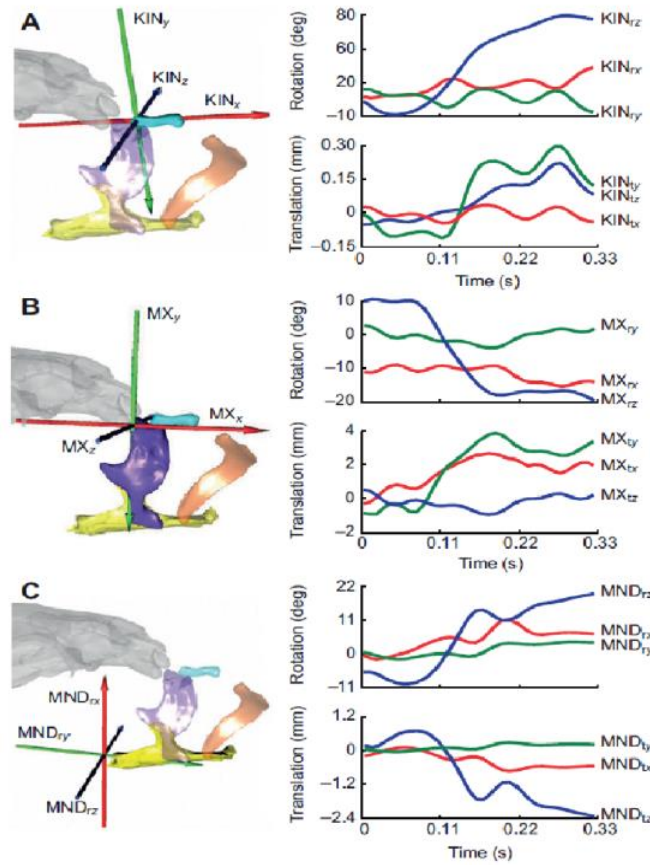 A
KINy
KINz
KINx
Rotation (deg)
80
60
20
–10
KINrz
KINrx
KINry
Translation (mm)
0.30
0.15
0
–0.15
KINty
KINtz
KINtx
0 0.11 0.22 0.33
Time (s)
B
MXy
MXx
MXz
Rotation (deg)
10
0
–10
–20
MXry
MXrx
MXrz
Translation (mm)
4
2
0
–2
MXty
MXtx
MXtz
0 0.11 0.22 0.33
Time (s)
C
MNDrx
MNDry
MNDrz
Rotation (deg)
22
11
0
–11
MNDrz
MNDrx
MNDry
Translation (mm)
1.2
0
–1.2
–2.4
MNDty
MNDtx
MNDtz
0 0.11 0.22 0.33
Time (s)